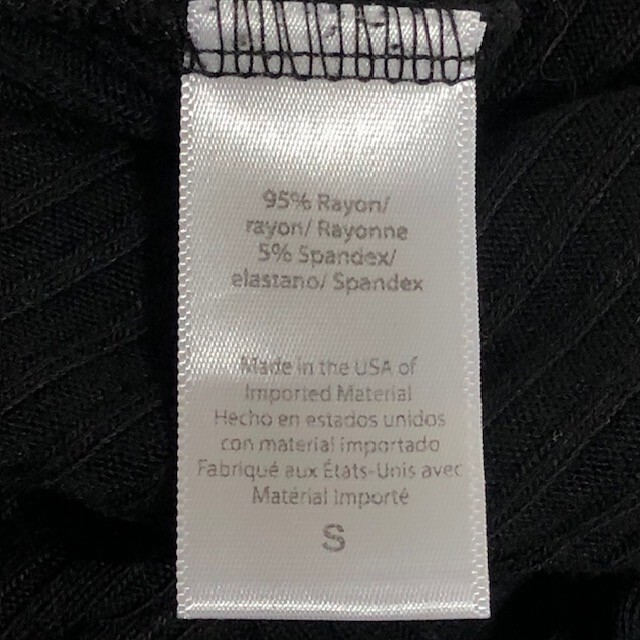 95% Rayon/
rayon/ Rayonne
5% Spandex/
elastano/ Spandex
Made in the USA of
Imported Material
Hecho en estados unidos
con material importado
Fabriqué aux États-Unis avec
Matérial Importé
S